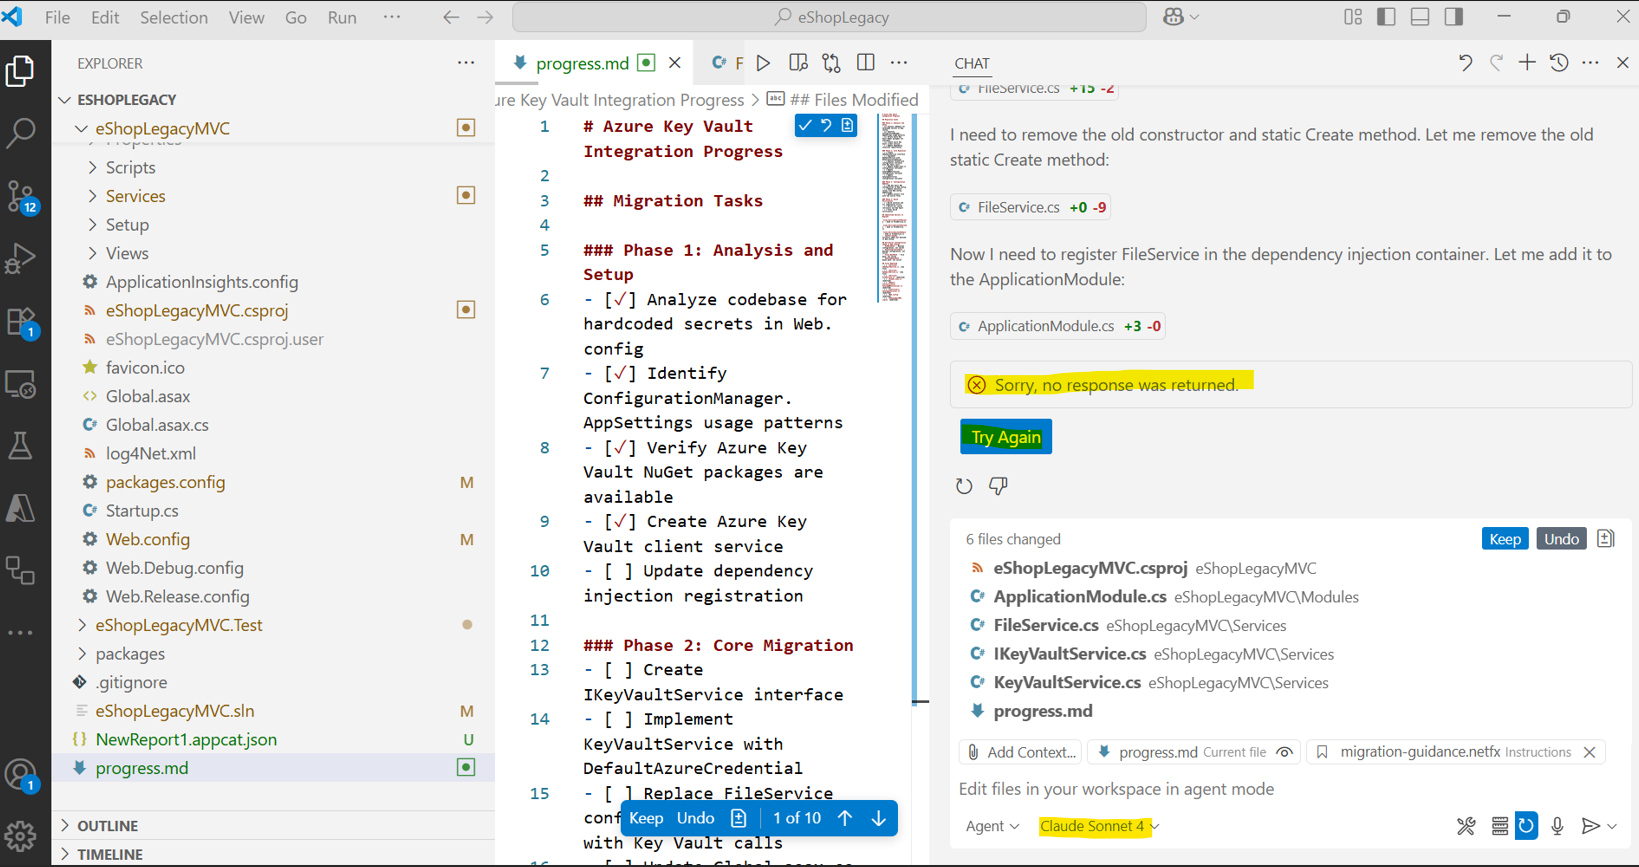 File Edit Selection View Go Run ··· eShopLegacy
EXPLORER ···
ESHOPLEGACY
eShopLegacyMVC
Properties
Scripts
Services
Setup
Views
ApplicationInsights.config
eShopLegacyMVC.csproj
eShopLegacyMVC.csproj.user
favicon.ico
Global.asax
Global.asax.cs
log4Net.xml
packages.config M
Startup.cs
Web.config M
Web.Debug.config
Web.Release.config
eShopLegacyMVC.Test
packages
.gitignore
eShopLegacyMVC.sln M
NewReport1.appcat.json U
progress.md
OUTLINE
TIMELINE
12
1
1
progress.md F
ure Key Vault Integration Progress > ## Files Modified
1 # Azure Key Vault
Integration Progress
2
3 ## Migration Tasks
4
5 ### Phase 1: Analysis and
Setup
6 - [✓] Analyze codebase for
hardcoded secrets in Web.
config
7 - [✓] Identify
ConfigurationManager.
AppSettings usage patterns
8 - [✓] Verify Azure Key
Vault NuGet packages are
available
9 - [✓] Create Azure Key
Vault client service
10 - [ ] Update dependency
injection registration
11
12 ### Phase 2: Core Migration
13 - [ ] Create
IKeyVaultService interface
14 - [ ] Implement
KeyVaultService with
DefaultAzureCredential
15 - [ ] Replace FileService
conf
with Key Vault calls
Keep Undo 1 of 10
CHAT
FileService.cs +15 -2
I need to remove the old constructor and static Create method. Let me remove the old
static Create method:
FileService.cs +0 -9
Now I need to register FileService in the dependency injection container. Let me add it to
the ApplicationModule:
ApplicationModule.cs +3 -0
Sorry, no response was returned.
Try Again
6 files changed Keep Undo
eShopLegacyMVC.csproj eShopLegacyMVC
ApplicationModule.cs eShopLegacyMVC\Modules
FileService.cs eShopLegacyMVC\Services
IKeyVaultService.cs eShopLegacyMVC\Services
KeyVaultService.cs eShopLegacyMVC\Services
progress.md
Add Context... progress.md Current file migration-guidance.netfx Instructions
Edit files in your workspace in agent mode
Agent Claude Sonnet 4